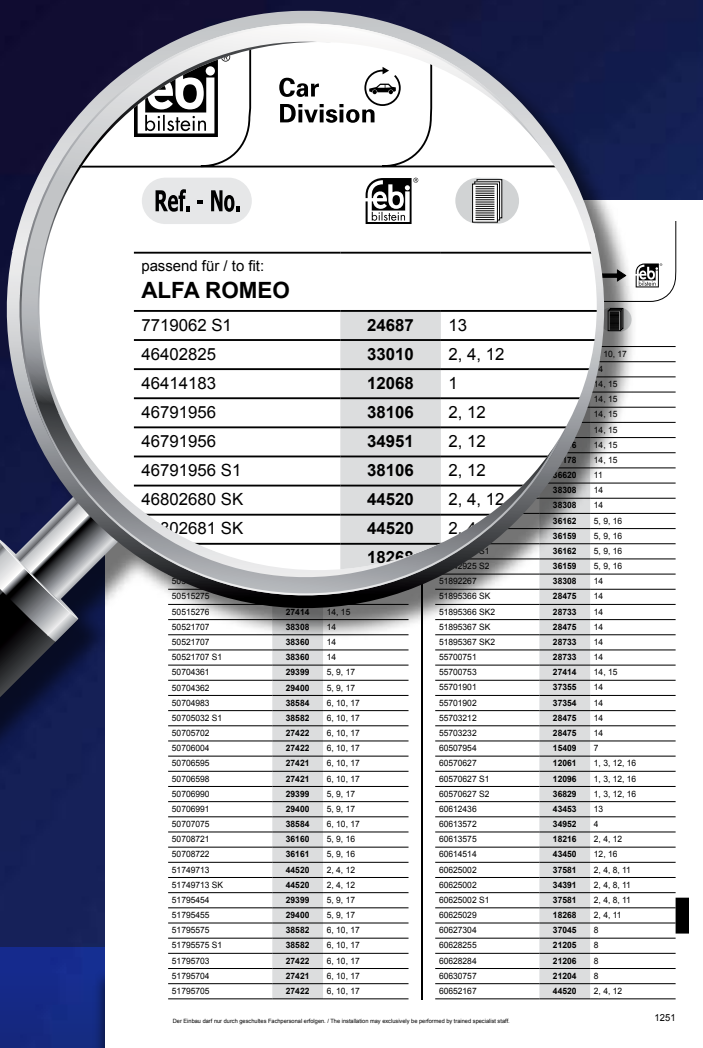 febi
bilstein
Car
Division
Ref. - No.
febi
bilstein
passend für / to fit:
ALFA ROMEO
7719062 S1 24687 13
46402825 33010 2, 4, 12
46414183 12068 1
46791956 38106 2, 12
46791956 34951 2, 12
46791956 S1 38106 2, 12
46802680 SK 44520 2, 4, 12
SK 44520
febi
bilstein
10, 17
14, 15
14, 15
14, 15
14, 15
14, 15
14, 15
36620 11
38308 14
38308 14
36162 5, 9, 16
36159 5, 9, 16
36162 5, 9, 16
S2 36159 5, 9, 16
50515275
50515276 27414 14, 15
50521707 38308 14
50521707 38360 14
50521707 S1 38360 14
50704361 29399 5, 9, 17
50704362 29400 5, 9, 17
50704983 38584 6, 10, 17
50705032 S1 38582 6, 10, 17
50705702 27422 6, 10, 17
50706004 27422 6, 10, 17
50706595 27421 6, 10, 17
50706598 27421 6, 10, 17
50706990 29399 5, 9, 17
50706991 29400 5, 9, 17
50707075 38584 6, 10, 17
50708721 36160 5, 9, 16
50708722 36161 5, 9, 16
51749713 44520 2, 4, 12
51749713 SK 44520 2, 4, 12
51795454 29399 5, 9, 17
51795455 29400 5, 9, 17
51795575 38582 6, 10, 17
51795575 S1 38582 6, 10, 17
51795703 27422 6, 10, 17
51795704 27421 6, 10, 17
51795705 27422 6, 10, 17
51892267 38308 14
51895366 SK 28475 14
51895366 SK2 28733 14
51895367 SK 28475 14
51895367 SK2 28733 14
55700751 28733 14
55700753 27414 14, 15
55701901 37355 14
55701902 37354 14
55703212 28475 14
55703232 28475 14
60507954 15409 7
60570627 12061 1, 3, 12, 16
60570627 S1 12096 1, 3, 12, 16
60570627 S2 36829 1, 3, 12, 16
60612436 43453 13
60613572 34952 4
60613575 18216 2, 4, 12
60614514 43450 12, 16
60625002 37581 2, 4, 8, 11
60625002 34391 2, 4, 8, 11
60625002 S1 37581 2, 4, 8, 11
60625029 18268 2, 4, 11
60627304 37045 8
60628255 21205 8
60628284 21206 8
60630757 21204 8
60652167 44520 2, 4, 12
Der Einbau darf nur durch geschultes Fachpersonal erfolgen. / The installation may exclusively be performed by trained specialist staff.
1251